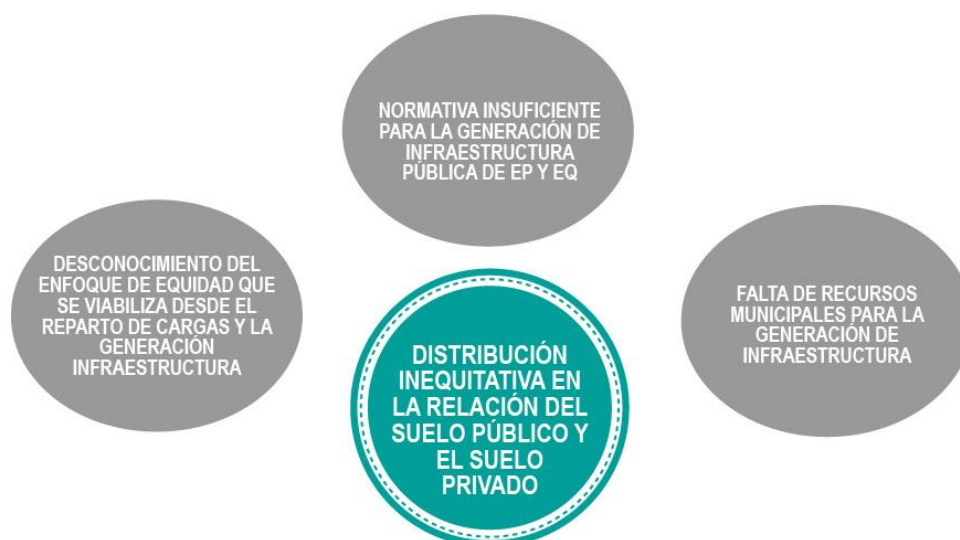 NORMATIVA INSUFICIENTE
PARA LA GENERACIÓN DE
INFRAESTRUCTURA
PÚBLICA DE EP Y EQ
DESCONOCIMIENTO DEL
ENFOQUE DE EQUIDAD QUE
SE VIABILIZA DESDE EL
REPARTO DE CARGAS Y LA
GENERACIÓN
INFRAESTRUCTURA
FALTA DE RECURSOS
MUNICIPALES PARA LA
GENERACIÓN DE
INFRAESTRUCTURA
DISTRIBUCIÓN
INEQUITATIVA EN
LA RELACIÓN DEL
SUELO PÚBLICO Y
EL SUELO
PRIVADO